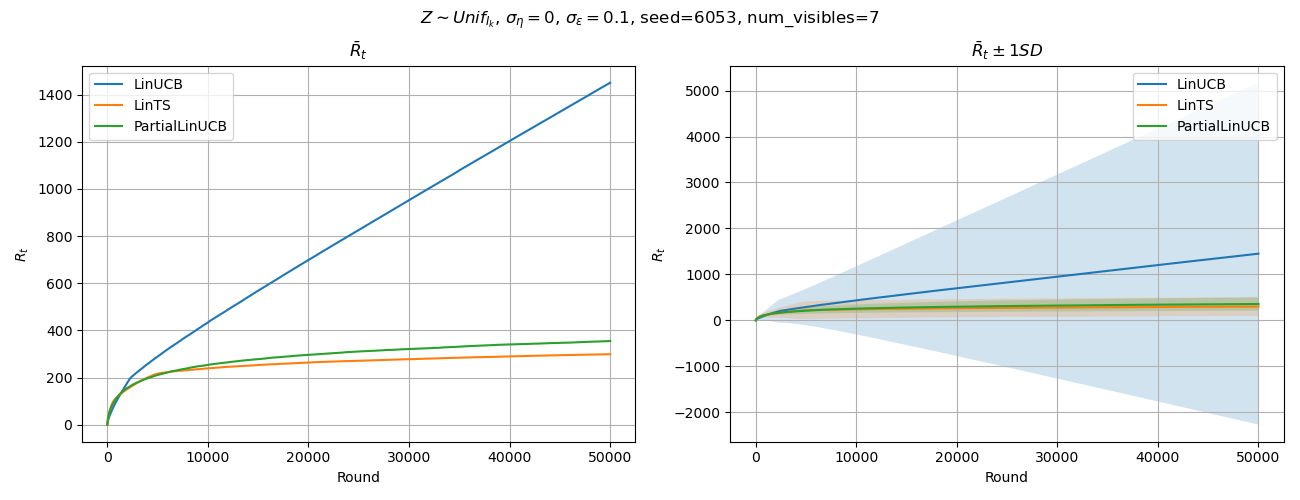 Z ~ Unif_{I_k}, σ_η = 0, σ_ε = 0.1, seed=6053, num_visibles=7
R̄_t
1400
1200
1000
800
600
400
200
0
R_t
LinUCB
LinTS
PartialLinUCB
0 10000 20000 30000 40000 50000
Round
R̄_t ± 1SD
5000
4000
3000
2000
1000
0
−1000
−2000
R_t
LinUCB
LinTS
PartialLinUCB
0 10000 20000 30000 40000 50000
Round